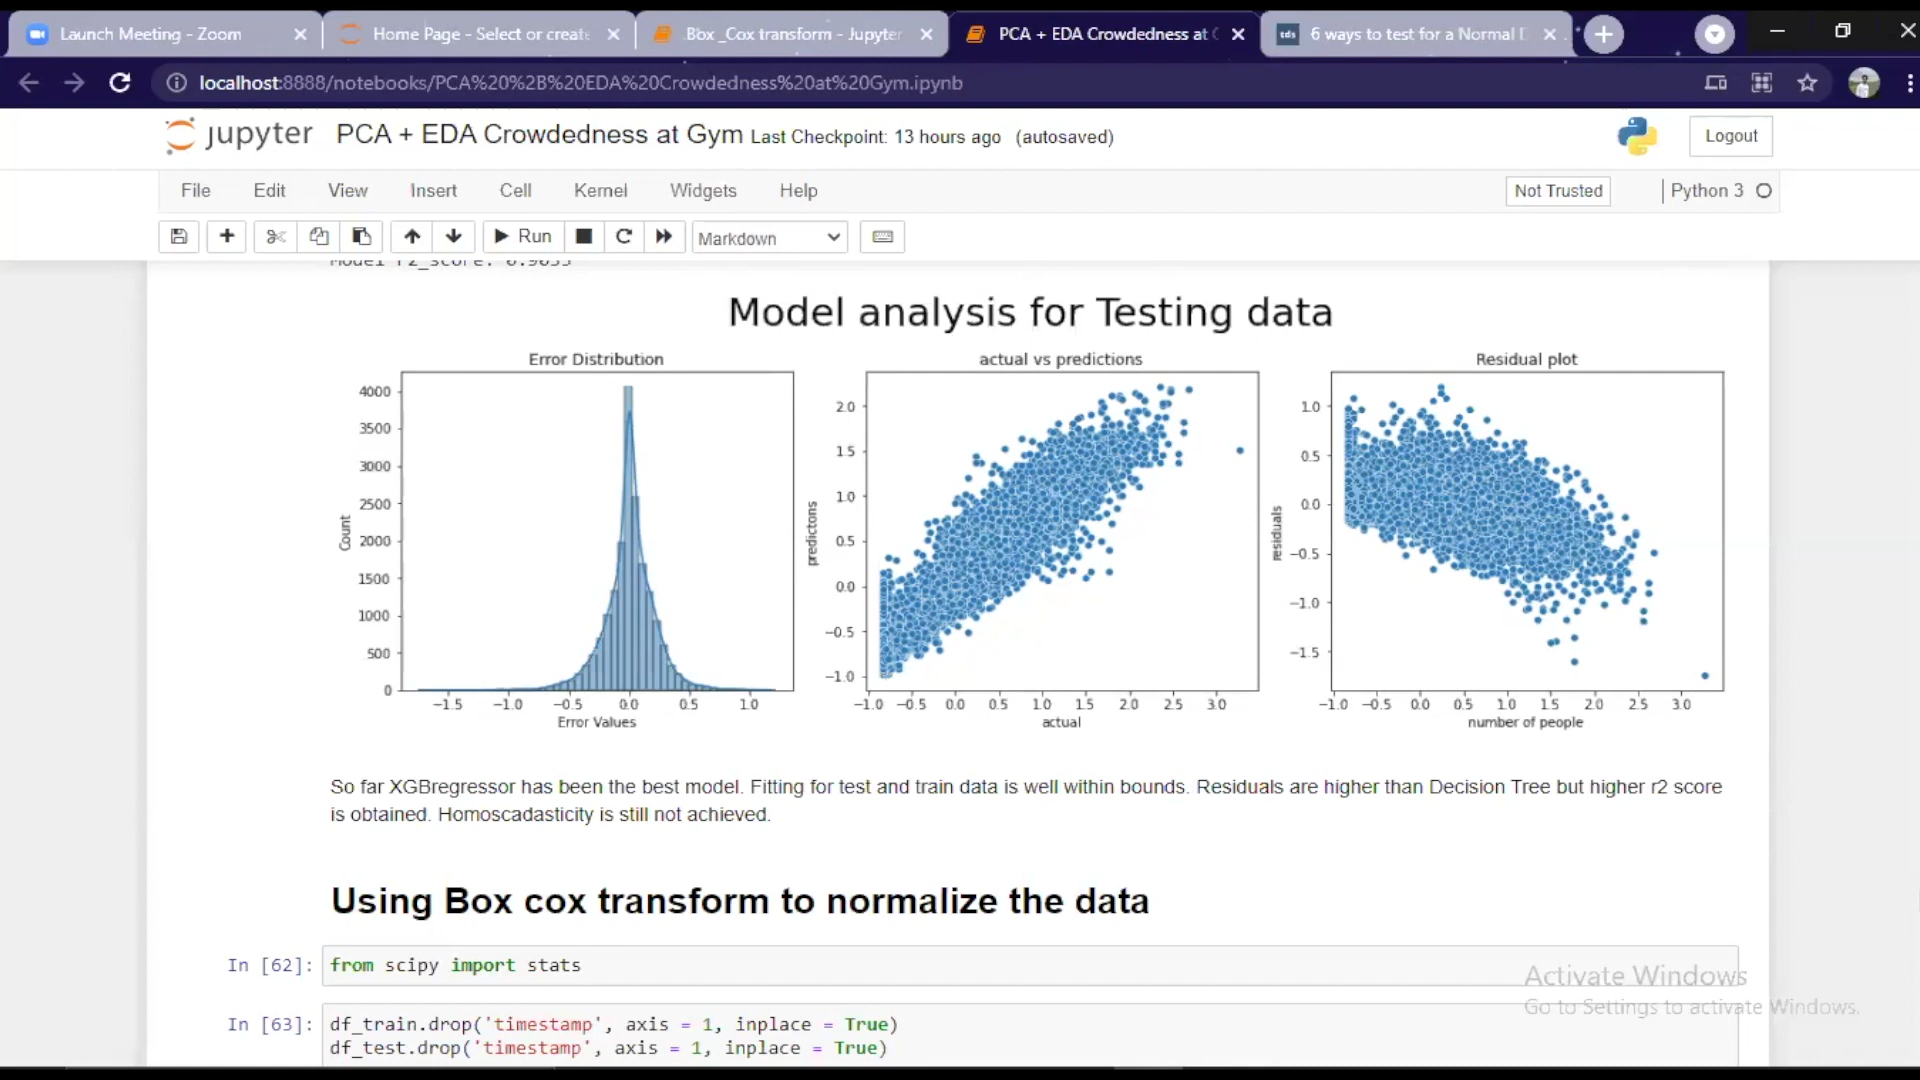 Launch Meeting - Zoom
Home Page - Select or create
Box _Cox transform - Jupyter
PCA + EDA Crowdedness at G
tds 6 ways to test for a Normal D
localhost:8888/notebooks/PCA%20%2B%20EDA%20Crowdedness%20at%20Gym.ipynb
jupyter PCA + EDA Crowdedness at Gym Last Checkpoint: 13 hours ago (autosaved)
Logout
File Edit View Insert Cell Kernel Widgets Help
Not Trusted
Python 3
Run
Markdown
Model r2_score:
Model analysis for Testing data
Error Distribution
4000
3500
3000
2500
2000
1500
1000
500
0
Count
−1.5 −1.0 −0.5 0.0 0.5 1.0
Error Values
actual vs predictions
2.0
1.5
1.0
0.5
0.0
−0.5
−1.0
predictons
−1.0 −0.5 0.0 0.5 1.0 1.5 2.0 2.5 3.0
actual
Residual plot
1.0
0.5
0.0
−0.5
−1.0
−1.5
residuals
−1.0 −0.5 0.0 0.5 1.0 1.5 2.0 2.5 3.0
number of people
So far XGBregressor has been the best model. Fitting for test and train data is well within bounds. Residuals are higher than Decision Tree but higher r2 score
is obtained. Homoscadasticity is still not achieved.
Using Box cox transform to normalize the data
In [62]: from scipy import stats
Activate Windows
Go to Settings to activate Windows.
In [63]: df_train.drop('timestamp', axis = 1, inplace = True)
df_test.drop('timestamp', axis = 1, inplace = True)